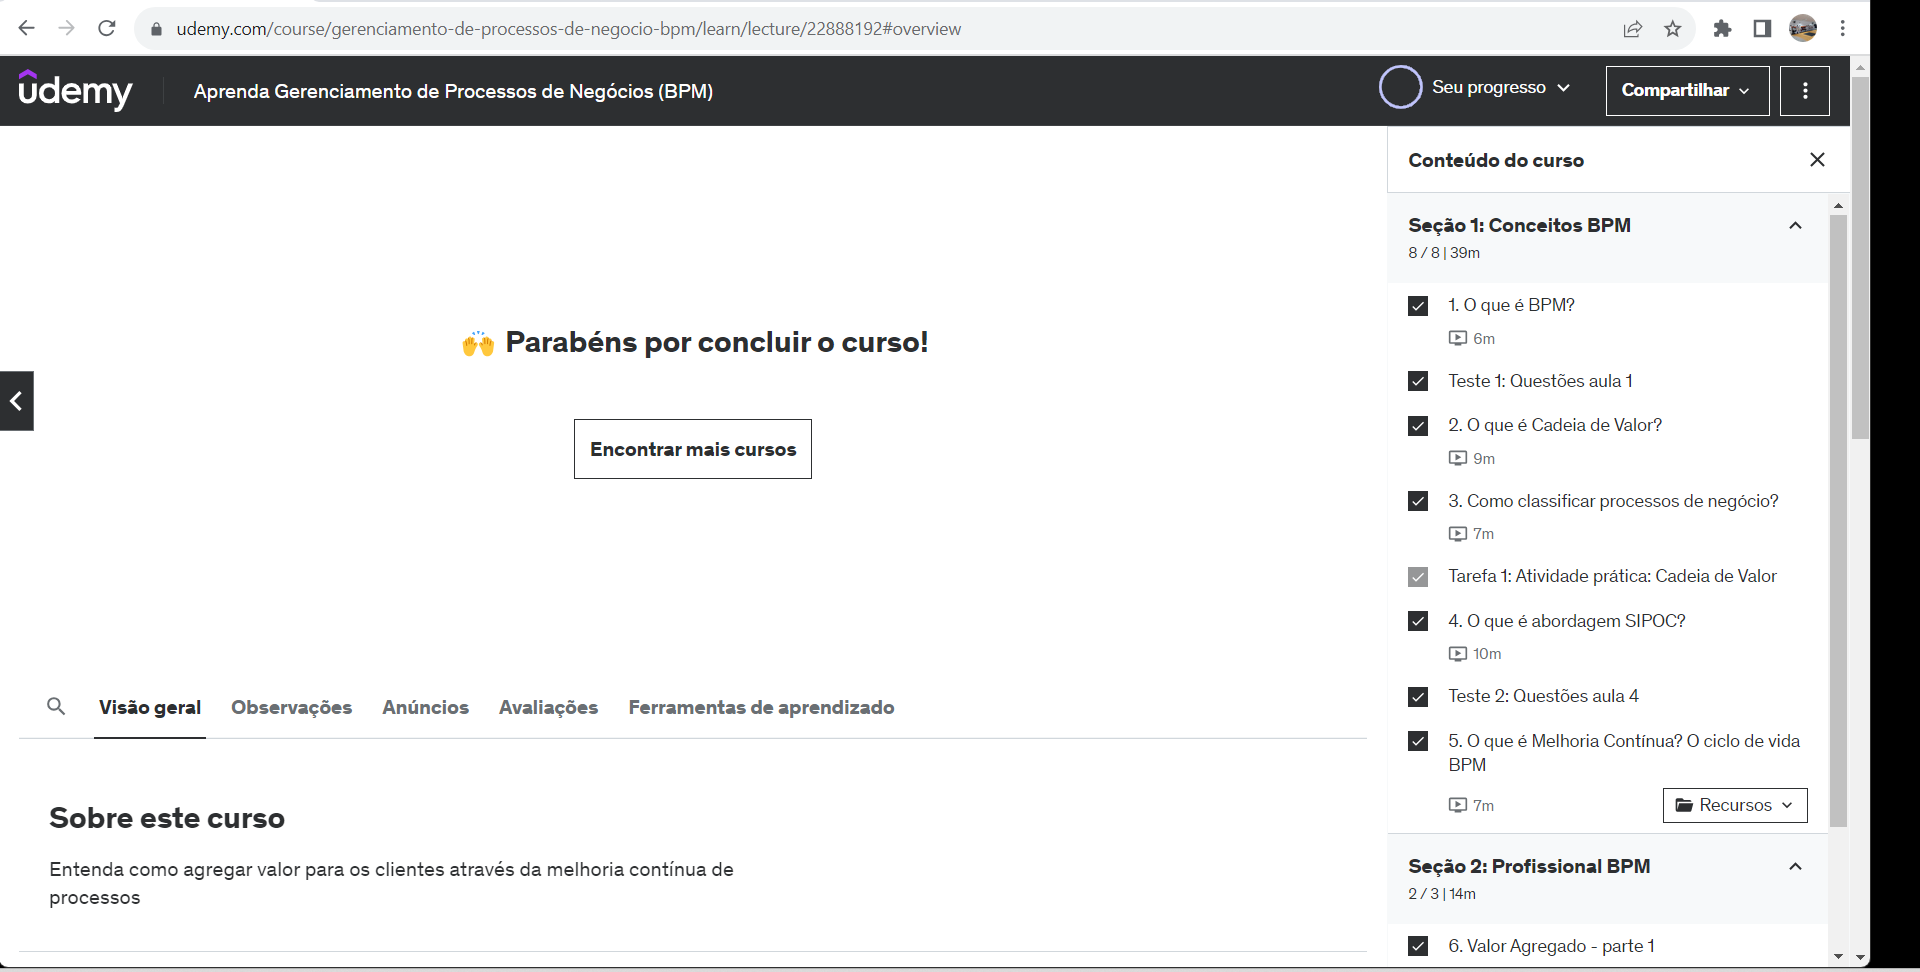 udemy.com/course/gerenciamento-de-processos-de-negocio-bpm/learn/lecture/22888192#overview
udemy
Aprenda Gerenciamento de Processos de Negócios (BPM)
Seu progresso
Compartilhar
Parabéns por concluir o curso!
Encontrar mais cursos
Visão geral
Observações
Anúncios
Avaliações
Ferramentas de aprendizado
Sobre este curso
Entenda como agregar valor para os clientes através da melhoria contínua de
processos
Conteúdo do curso
Seção 1: Conceitos BPM
8 / 8 | 39m
1. O que é BPM?
6m
Teste 1: Questões aula 1
2. O que é Cadeia de Valor?
9m
3. Como classificar processos de negócio?
7m
Tarefa 1: Atividade prática: Cadeia de Valor
4. O que é abordagem SIPOC?
10m
Teste 2: Questões aula 4
5. O que é Melhoria Contínua? O ciclo de vida
BPM
7m
Recursos
Seção 2: Profissional BPM
2 / 3 | 14m
6. Valor Agregado - parte 1